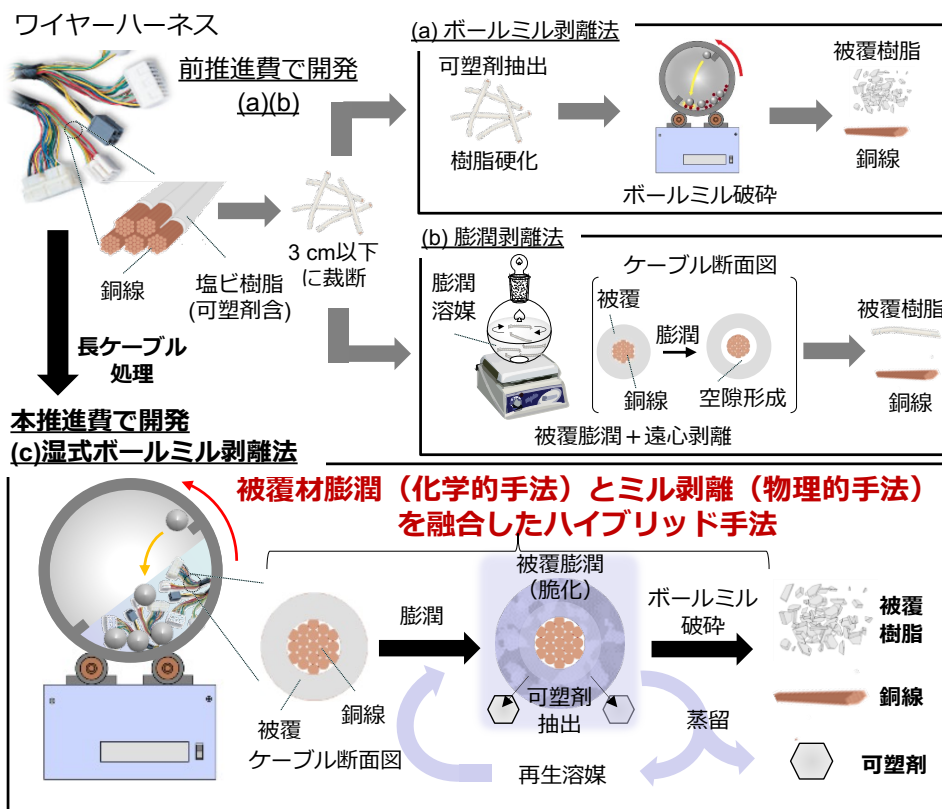 ワイヤーハーネス
前推進費で開発
(a)(b)
銅線
塩ビ樹脂
(可塑剤含)
3 cm以下
に裁断
(a) ボールミル剥離法
可塑剤抽出
樹脂硬化
ボールミル破砕
被覆樹脂
銅線
(b) 膨潤剥離法
膨潤
溶媒
ケーブル断面図
被覆
膨潤
銅線
空隙形成
被覆膨潤＋遠心剥離
被覆樹脂
銅線
長ケーブル
処理
本推進費で開発
(c)湿式ボールミル剥離法
被覆材膨潤（化学的手法）とミル剥離（物理的手法）
を融合したハイブリッド手法
被覆
銅線
ケーブル断面図
膨潤
被覆膨潤
（脆化）
可塑剤
抽出
ボールミル
破砕
蒸留
再生溶媒
被覆
樹脂
銅線
可塑剤